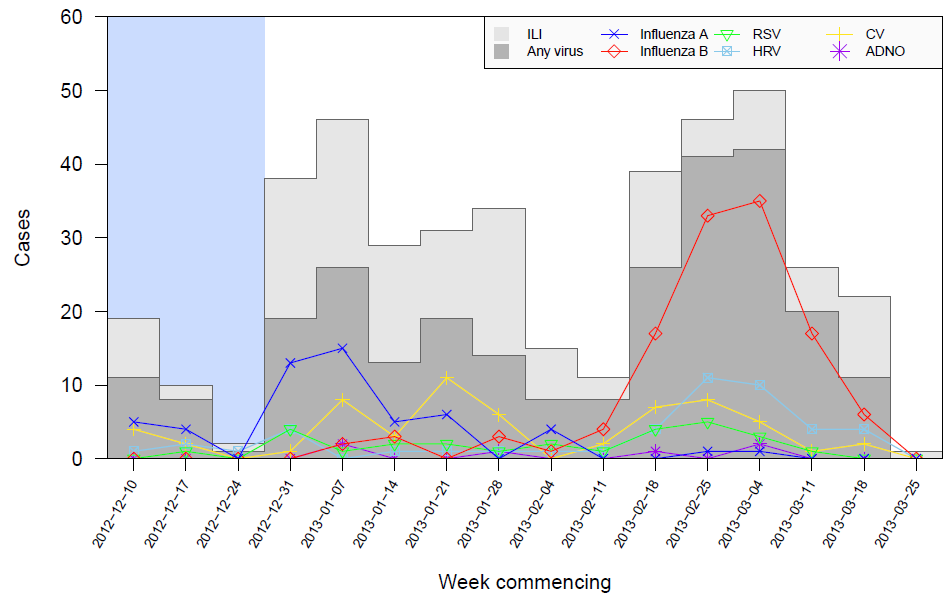 60
50
40
30
20
10
0
Cases
ILI
Any virus
Influenza A
Influenza B
RSV
HRV
CV
ADNO
2012−12−10
2012−12−17
2012−12−24
2012−12−31
2013−01−07
2013−01−14
2013−01−21
2013−01−28
2013−02−04
2013−02−11
2013−02−18
2013−02−25
2013−03−04
2013−03−11
2013−03−18
2013−03−25
Week commencing